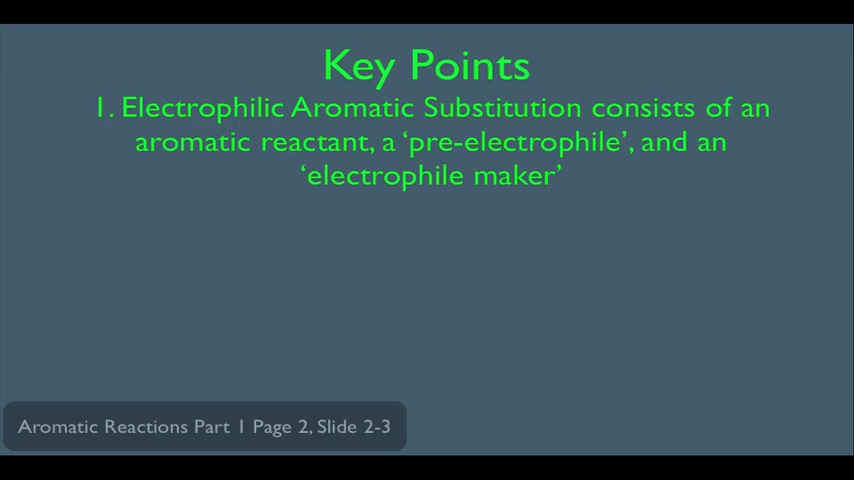 Key Points
1. Electrophilic Aromatic Substitution consists of an
aromatic reactant, a ‘pre-electrophile’, and an
‘electrophile maker’
Aromatic Reactions Part 1 Page 2, Slide 2-3